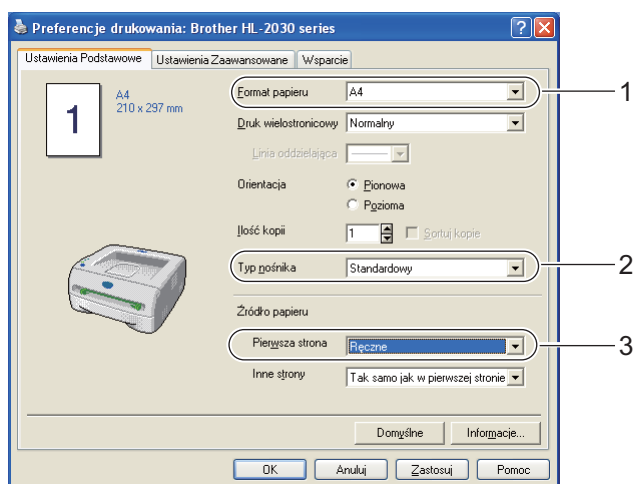 Preferencje drukowania: Brother HL-2030 series
Ustawienia Podstawowe Ustawienia Zaawansowane Wsparcie
1
A4
210 x 297 mm
Format papieru A4 1
Druk wielostronicowy Normalny
Linia oddzielająca
Orientacja Pionowa
Pozioma
Ilość kopii 1 Sortuj kopie
Typ nośnika Standardowy 2
Źródło papieru
Pierwsza strona Ręczne 3
Inne strony Tak samo jak w pierwszej stronie
Domyślne Informacje...
OK Anuluj Zastosuj Pomoc